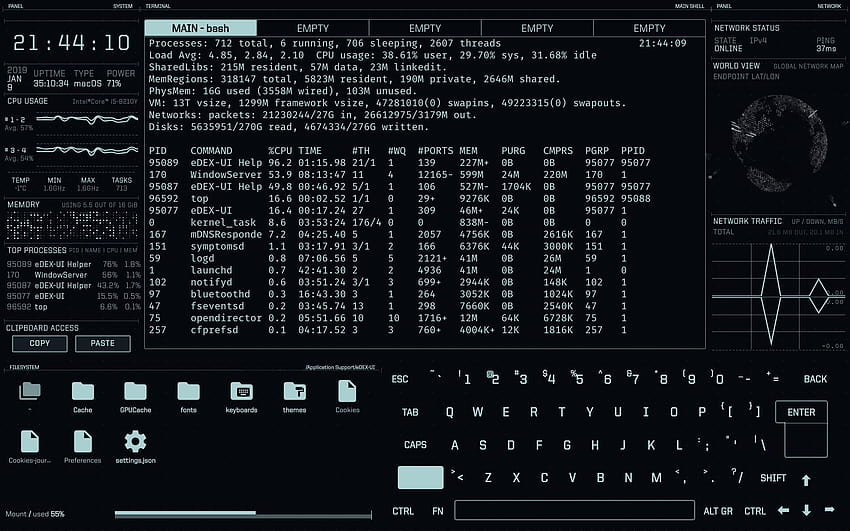 PANEL SYSTEM TERMINAL MAIN SHELL PANEL NETWORK
21:44:10
2019
JAN
9
UPTIME TYPE POWER
35:10:34 macOS 71%
CPU USAGE Intel® Core™ i5-8210Y
# 1 - 2
Avg. 57%
# 3 - 4
Avg. 54%
TEMP MIN MAX TASKS
-1°C 1.6GHz 1.6GHz 713
MEMORY USING 5.5 OUT OF 16 GiB
TOP PROCESSES PID | NAME | CPU | MEM
95089 eDEX-UI Helper 76% 1.6%
170 WindowServer 56% 1.1%
95087 eDEX-UI Helper 43.2% 1.7%
95077 eDEX-UI 15.5% 0.5%
96592 top 6.6% 0.1%
CLIPBOARD ACCESS
COPY PASTE
MAIN - bash EMPTY EMPTY EMPTY EMPTY
Processes: 712 total, 6 running, 706 sleeping, 2607 threads 21:44:09
Load Avg: 4.85, 2.84, 2.10 CPU usage: 38.61% user, 29.70% sys, 31.68% idle
SharedLibs: 215M resident, 57M data, 23M linkedit.
MemRegions: 318147 total, 5823M resident, 190M private, 2646M shared.
PhysMem: 16G used (3558M wired), 103M unused.
VM: 13T vsize, 1299M framework vsize, 47281010(0) swapins, 49223315(0) swapouts.
Networks: packets: 21230244/27G in, 26612975/3179M out.
Disks: 5635951/270G read, 4674334/276G written.
PID COMMAND %CPU TIME #TH #WQ #PORTS MEM PURG CMPRS PGRP PPID
95089 eDEX-UI Help 96.2 01:15.98 21/1 1 139 227M+ 0B 0B 95077 95077
170 WindowServer 53.9 08:13:47 11 4 12165- 599M 24M 220M 170 1
95087 eDEX-UI Help 49.8 00:46.92 5/1 1 106 527M- 1704K 0B 95077 95077
96592 top 16.6 00:02.52 1/1 0 29+ 9276K 0B 0B 96592 95088
95077 eDEX-UI 16.4 00:17.24 27 1 309 46M+ 24K 0B 95077 1
0 kernel_task 8.6 03:53:24 176/4 0 0 838M- 0B 0B 0 0
167 mDNSResponde 7.2 04:25.40 5 1 2057 4756K 0B 2616K 167 1
151 symptomsd 1.1 03:17.91 3/1 2 166 6376K 44K 3000K 151 1
59 logd 0.8 07:06.56 5 5 2121+ 41M 0B 26M 59 1
1 launchd 0.7 42:41.30 2 2 4936 41M 0B 24M 1 0
102 notifyd 0.6 03:51.24 3/1 3 699+ 2944K 0B 148K 102 1
97 bluetoothd 0.3 16:43.30 3 1 264 3052K 0B 1024K 97 1
47 fseventsd 0.2 03:45.74 13 1 298 7660K 0B 2540K 47 1
75 opendirector 0.2 05:51.66 10 10 1716+ 12M 64K 6728K 75 1
257 cfprefsd 0.1 04:17.52 3 3 760+ 4004K+ 12K 1816K 257 1
NETWORK STATUS
STATE IPv4 PING
ONLINE 37ms
WORLD VIEW GLOBAL NETWORK MAP
ENDPOINT LAT/LON
NETWORK TRAFFIC UP / DOWN, MB/S
TOTAL
0.00
-0.00
FILESYSTEM /Application Support/eDEX-UI
.. Cache GPUCache fonts keyboards themes Cookies
Cookies-jour... Preferences settings.json
Mount / used 55%
ESC ~ ` ! 1 @ 2 # 3 $ 4 % 5 ^ 6 & 7 * 8 ( 9 ) 0 _ - + = BACK
TAB Q W E R T Y U I O P { [ } ] ENTER
CAPS A S D F G H J K L : ; " ' | \
> < Z X C V B N M < , > . ? / SHIFT ↑
CTRL FN ALT GR CTRL ← ↓ →